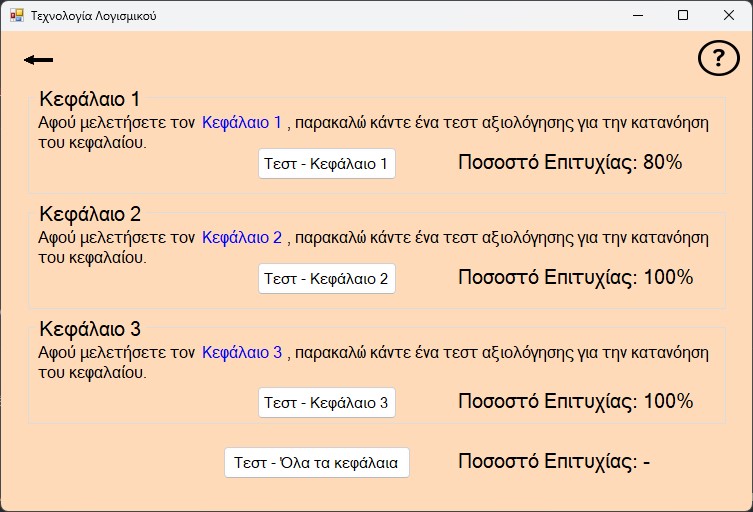 Τεχνολογία Λογισμικού
?
Κεφάλαιο 1
Αφού μελετήσετε τον Κεφάλαιο 1 , παρακαλώ κάντε ένα τεστ αξιολόγησης για την κατανόηση
του κεφαλαίου.
Τεστ - Κεφάλαιο 1 Ποσοστό Επιτυχίας: 80%
Κεφάλαιο 2
Αφού μελετήσετε τον Κεφάλαιο 2 , παρακαλώ κάντε ένα τεστ αξιολόγησης για την κατανόηση
του κεφαλαίου.
Τεστ - Κεφάλαιο 2 Ποσοστό Επιτυχίας: 100%
Κεφάλαιο 3
Αφού μελετήσετε τον Κεφάλαιο 3 , παρακαλώ κάντε ένα τεστ αξιολόγησης για την κατανόηση
του κεφαλαίου.
Τεστ - Κεφάλαιο 3 Ποσοστό Επιτυχίας: 100%
Τεστ - Όλα τα κεφάλαια Ποσοστό Επιτυχίας: -